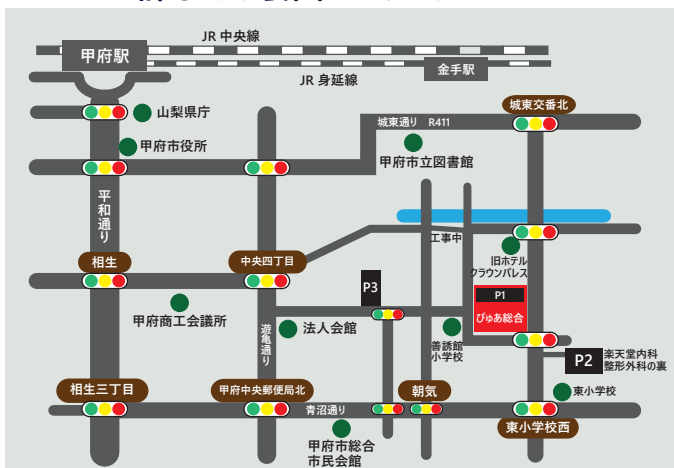 JR 中央線
甲府駅
JR 身延線
金手駅
城東交番北
山梨県庁
城東通り R411
甲府市役所
甲府市立図書館
平和通り
工事中
相生
中央四丁目
旧ホテル
クラウンパレス
P3
P1
ぴゅあ総合
甲府商工会議所
遊亀通り
法人会館
善誘館
小学校
P2
楽天堂内科
整形外科の裏
相生三丁目
甲府中央郵便局北
朝気
東小学校
青沼通り
東小学校西
甲府市総合
市民会館